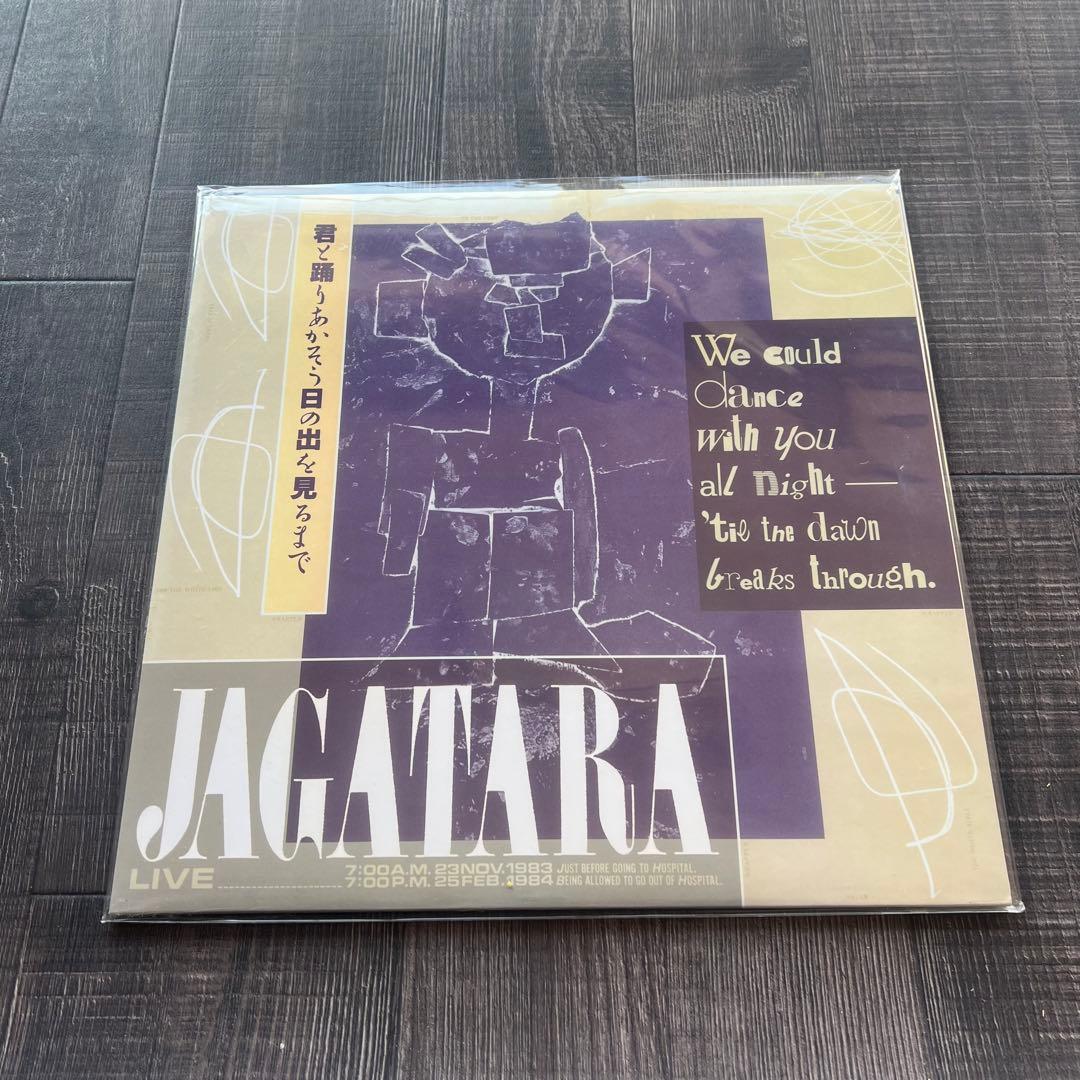 君と踊りあかそう日の出を見るまで
We could
dance
with you
all night —
'til the dawn
breaks through.
JAGATARA
LIVE
7:00 A.M. 23 NOV. 1983 JUST BEFORE GOING TO HOSPITAL.
7:00 P.M. 25 FEB. 1984 BEING ALLOWED TO GO OUT OF HOSPITAL.